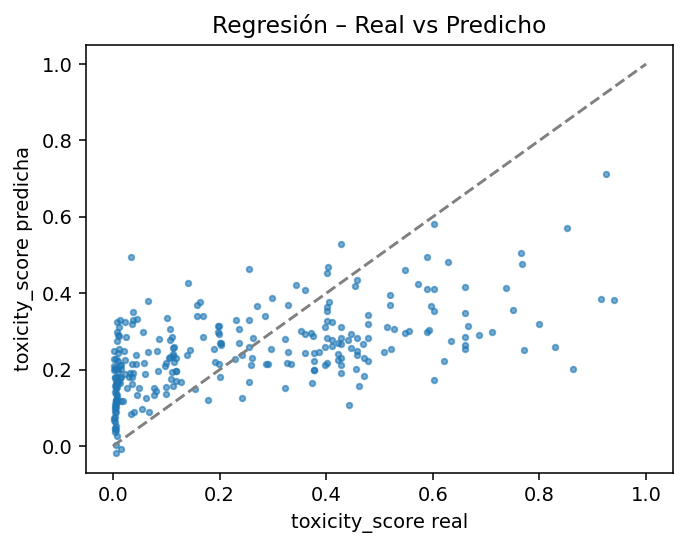 Regresión – Real vs Predicho
toxicity_score predicha
1.0
0.8
0.6
0.4
0.2
0.0
0.0 0.2 0.4 0.6 0.8 1.0
toxicity_score real